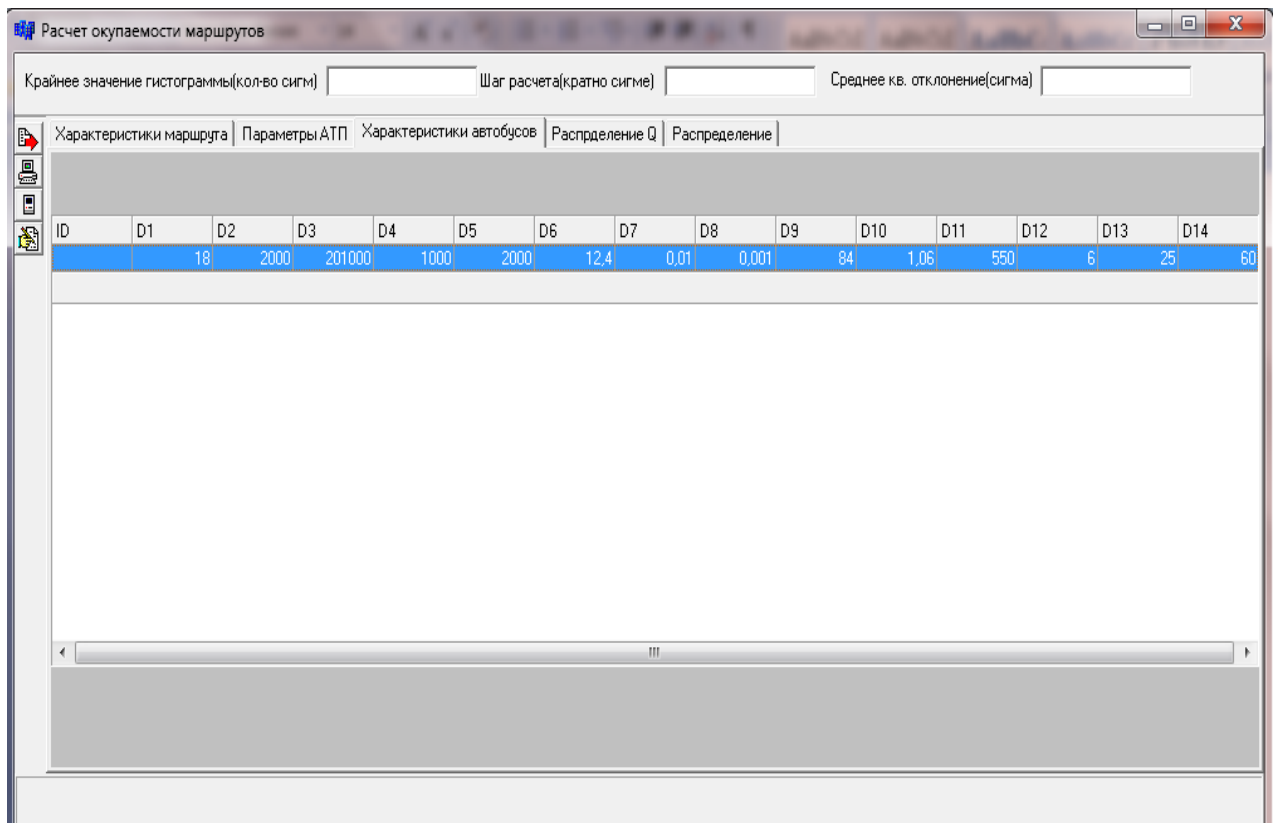 Расчет окупаемости маршрутов
Крайнее значение гистограммы(кол-во сигм) Шаг расчета(кратно сигме) Среднее кв. отклонение(сигма)
Характеристики маршрута Параметры АТП Характеристики автобусов Распрделение Q Распределение
ID D1 D2 D3 D4 D5 D6 D7 D8 D9 D10 D11 D12 D13 D14
18 2000 201000 1000 2000 12,4 0,01 0,001 84 1,06 550 6 25 60